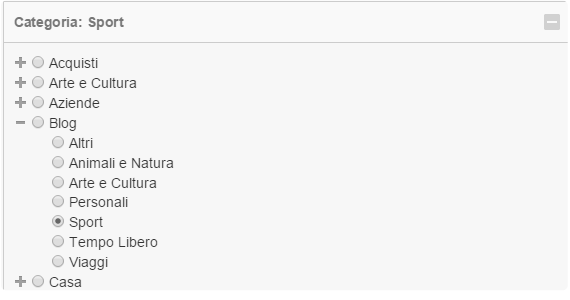 Categoria: Sport
Acquisti
Arte e Cultura
Aziende
Blog
Altri
Animali e Natura
Arte e Cultura
Personali
Sport
Tempo Libero
Viaggi
Casa